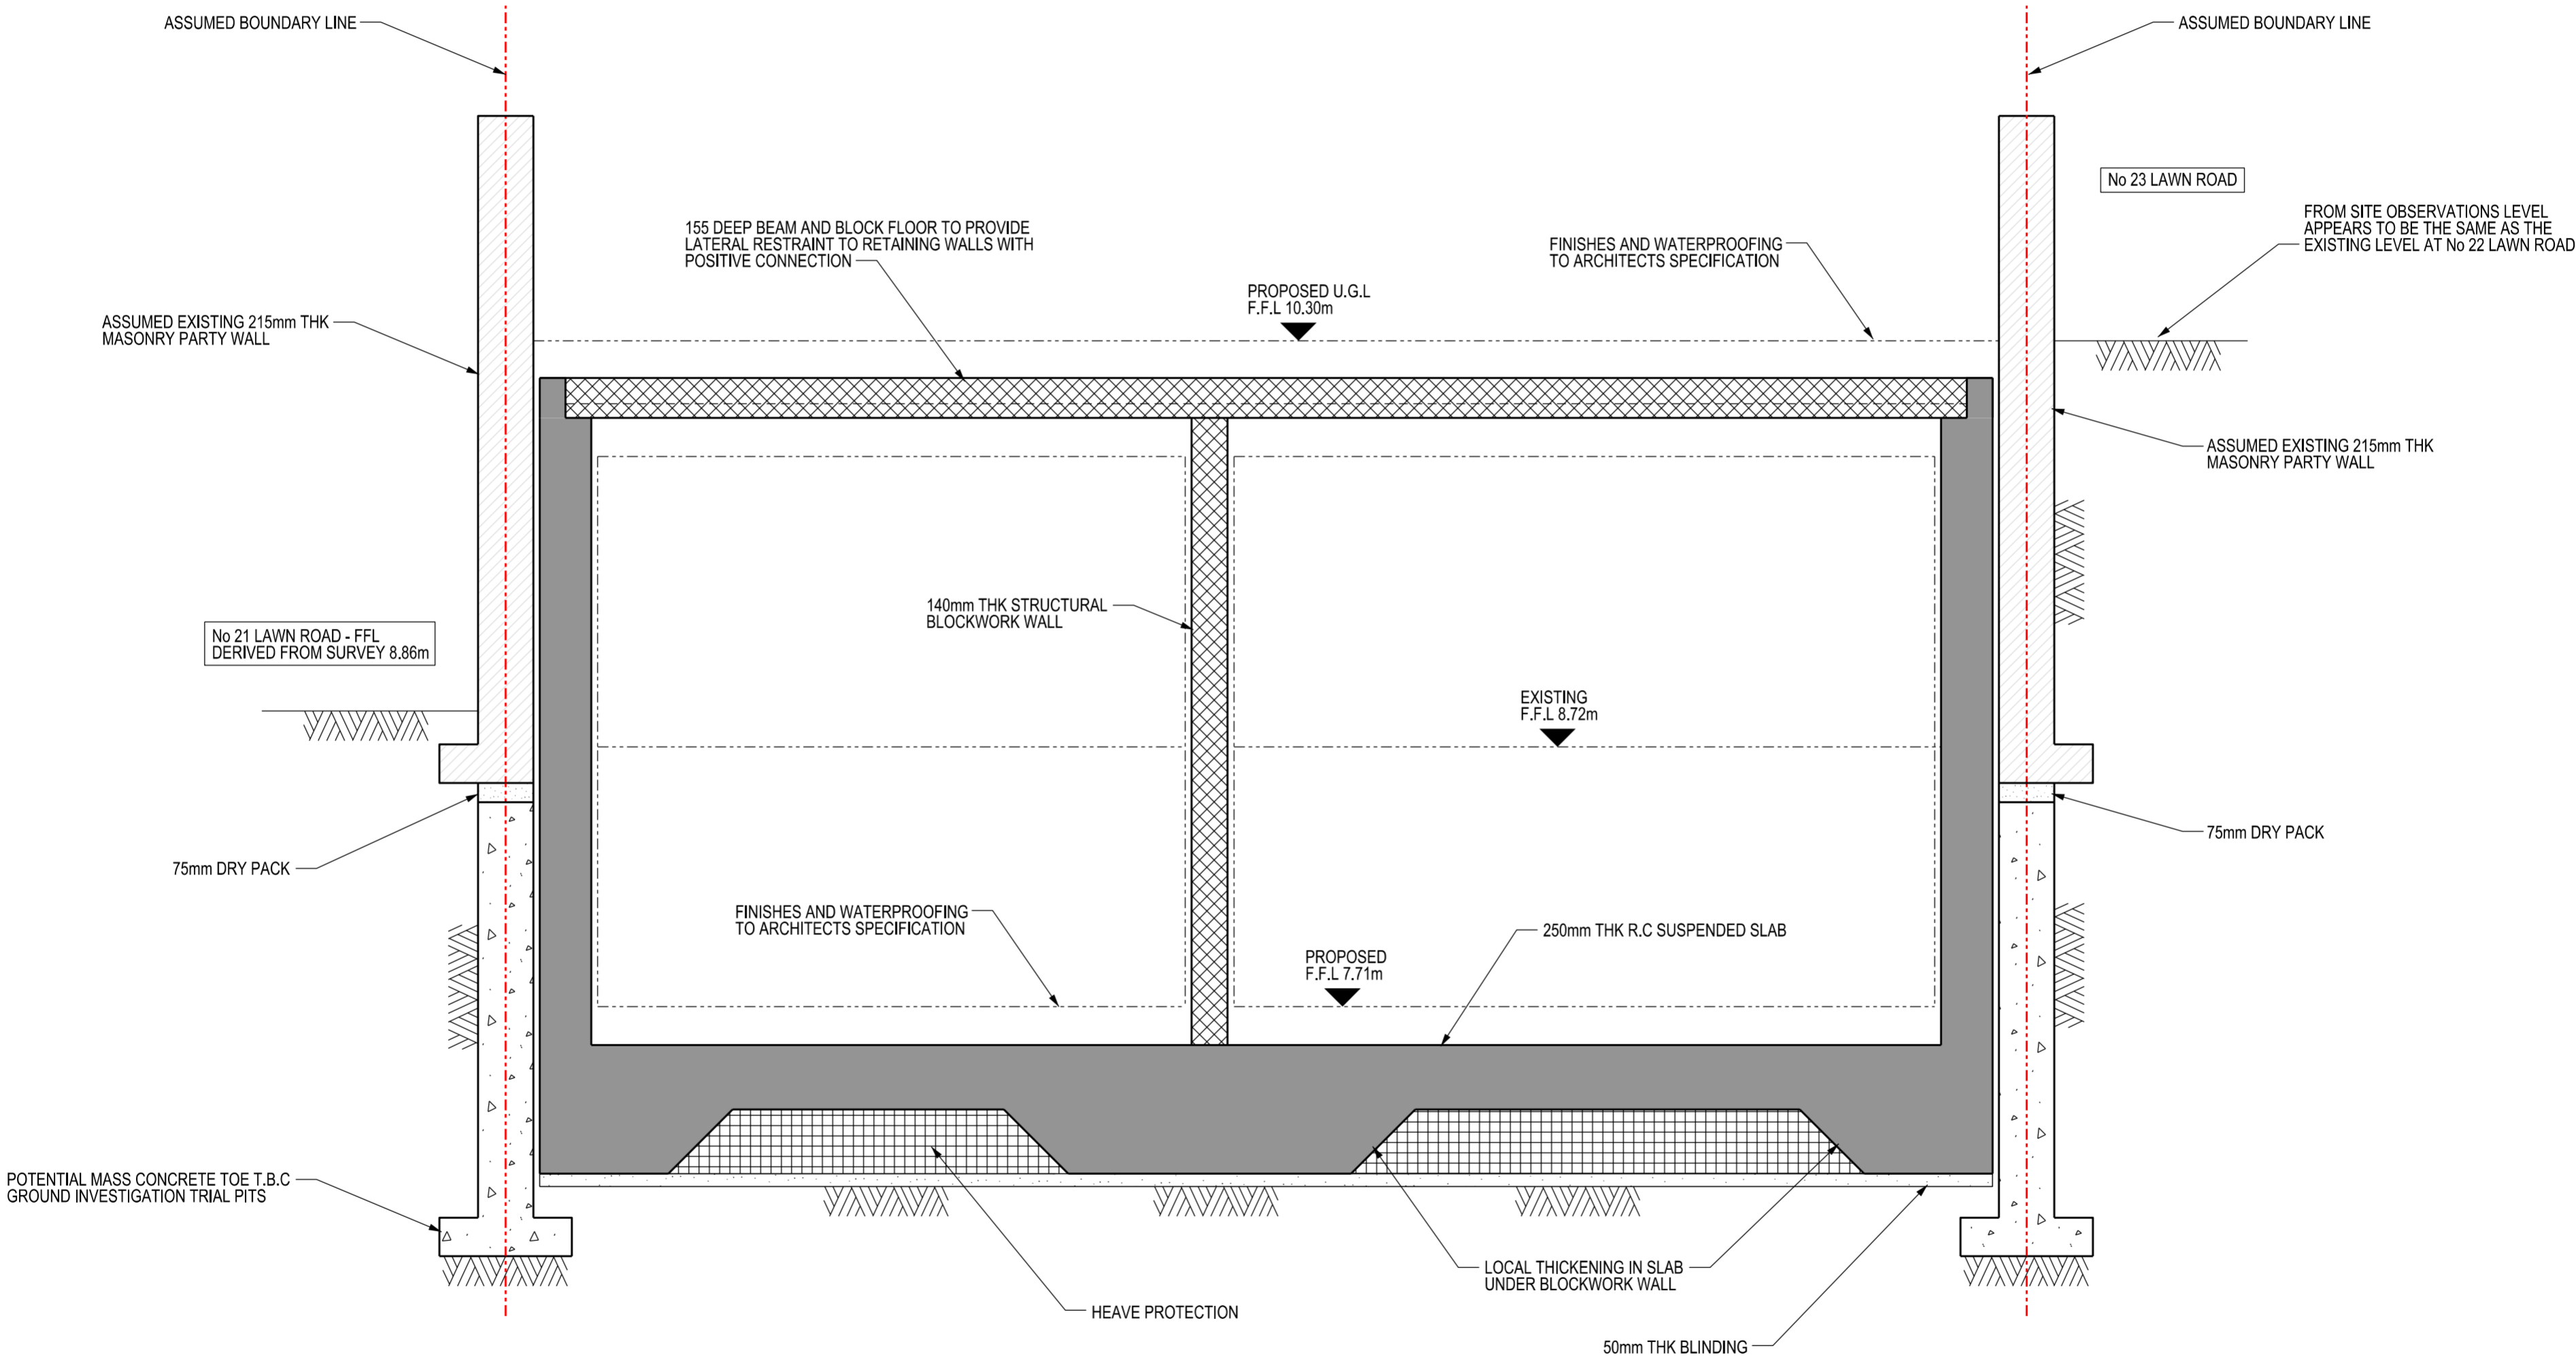 ASSUMED BOUNDARY LINE
ASSUMED BOUNDARY LINE
No 23 LAWN ROAD
FROM SITE OBSERVATIONS LEVEL
APPEARS TO BE THE SAME AS THE
EXISTING LEVEL AT No 22 LAWN ROAD
155 DEEP BEAM AND BLOCK FLOOR TO PROVIDE
LATERAL RESTRAINT TO RETAINING WALLS WITH
POSITIVE CONNECTION
FINISHES AND WATERPROOFING
TO ARCHITECTS SPECIFICATION
PROPOSED U.G.L
F.F.L 10.30m
ASSUMED EXISTING 215mm THK
MASONRY PARTY WALL
ASSUMED EXISTING 215mm THK
MASONRY PARTY WALL
140mm THK STRUCTURAL
BLOCKWORK WALL
No 21 LAWN ROAD - FFL
DERIVED FROM SURVEY 8.86m
EXISTING
F.F.L 8.72m
75mm DRY PACK
75mm DRY PACK
FINISHES AND WATERPROOFING
TO ARCHITECTS SPECIFICATION
250mm THK R.C SUSPENDED SLAB
PROPOSED
F.F.L 7.71m
POTENTIAL MASS CONCRETE TOE T.B.C
GROUND INVESTIGATION TRIAL PITS
LOCAL THICKENING IN SLAB
UNDER BLOCKWORK WALL
HEAVE PROTECTION
50mm THK BLINDING